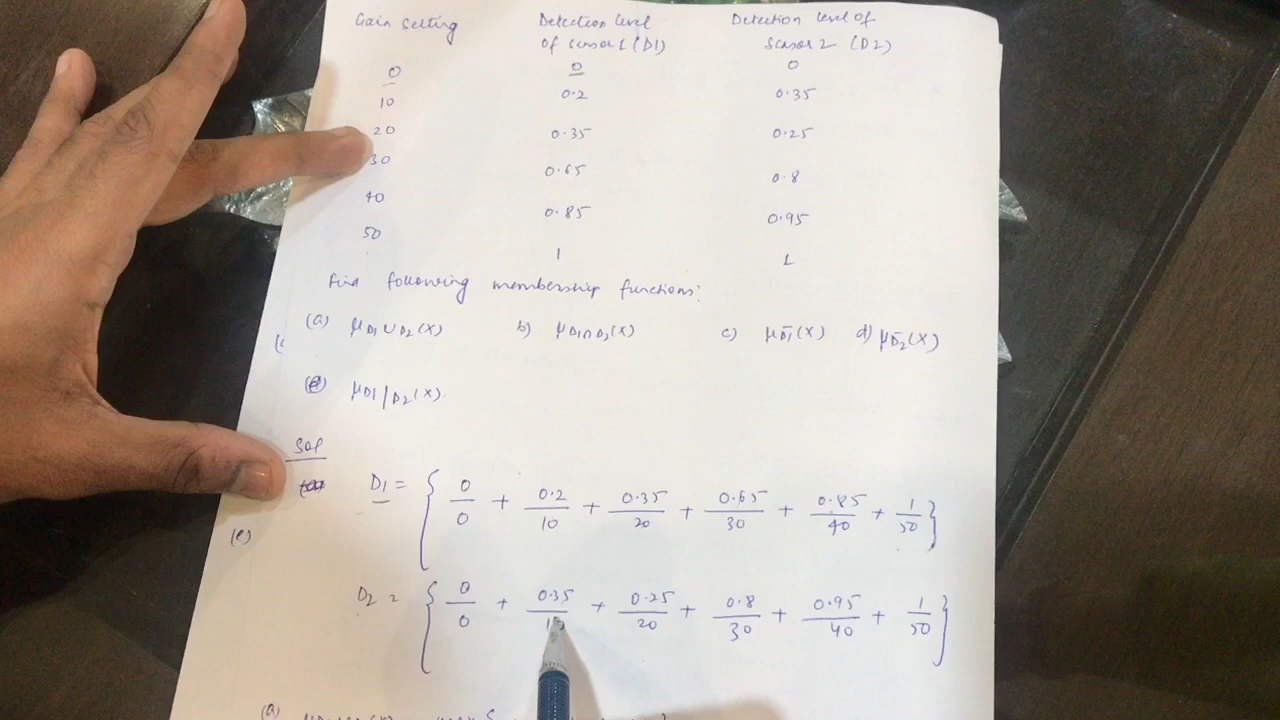 Gain Setting Detection level Detection level of
of sensor 1 (D1) Sensor 2 (D2)
0 0 0
10 0.2 0.35
20 0.35 0.25
30 0.65 0.8
40 0.85 0.95
50 1 1
Find following membership functions:
(a) μD1∪D2(X) b) μD1∩D2(X) c) μD̄1(X) d) μD̄2(X)
μD1/D2(X).
Sol
D1 = { 0/0 + 0.2/10 + 0.35/20 + 0.65/30 + 0.85/40 + 1/50 }
(e)
D2 = { 0/0 + 0.35/10 + 0.25/20 + 0.8/30 + 0.95/40 + 1/50 }
(a)